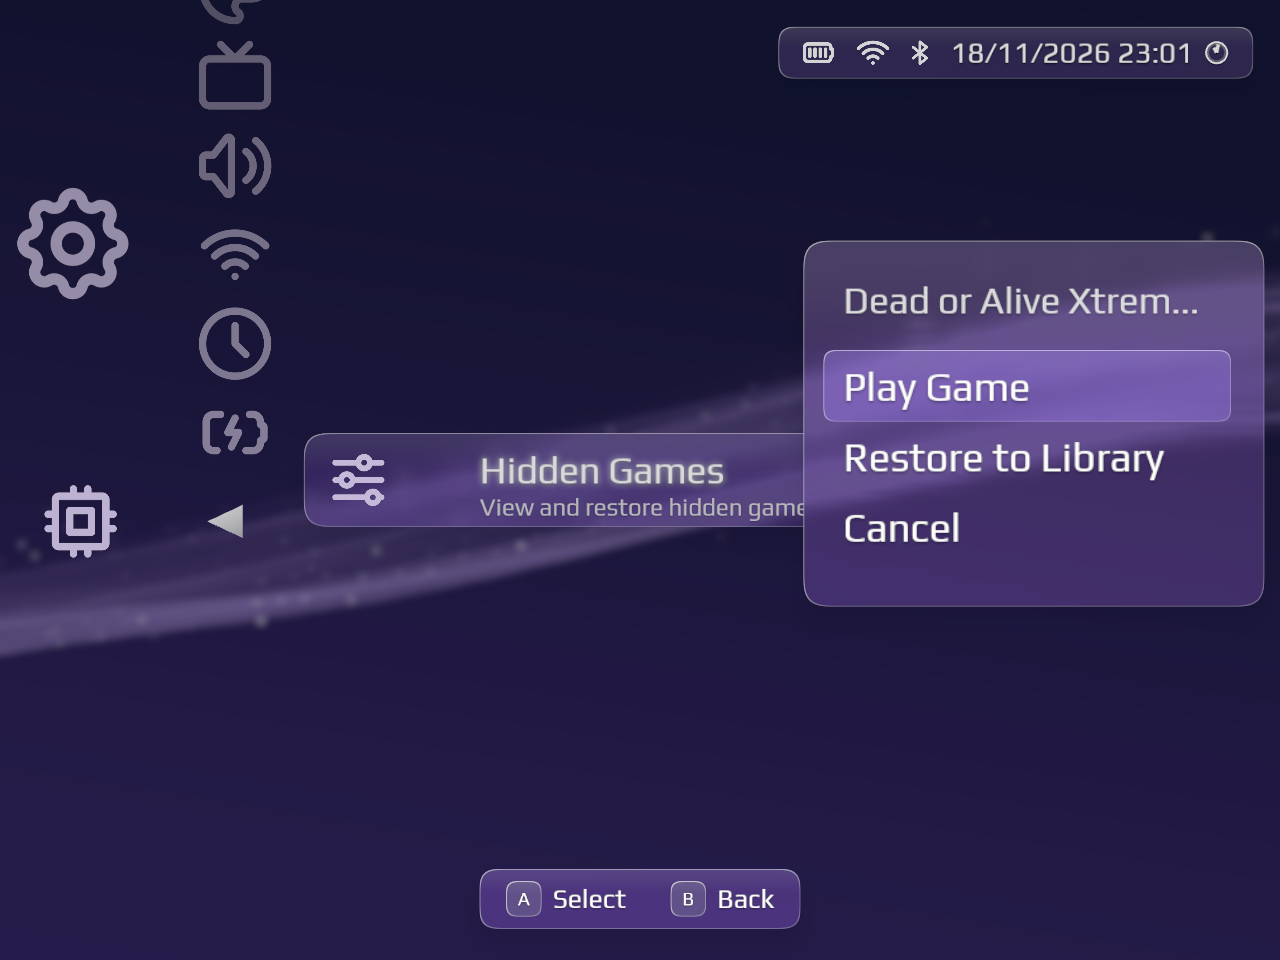 18/11/2026 23:01
Dead or Alive Xtrem...
Play Game
Restore to Library
Cancel
Hidden Games
View and restore hidden game
A Select B Back